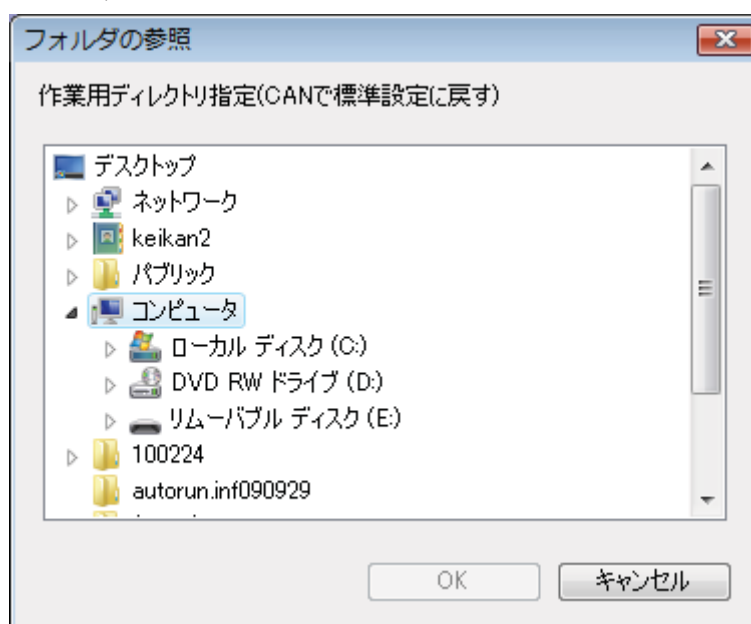 フォルダの参照
作業用ディレクトリ指定(CANで標準設定に戻す)
デスクトップ
ネットワーク
keikan2
パブリック
コンピュータ
ローカル ディスク (C:)
DVD RW ドライブ (D:)
リムーバブル ディスク (E:)
100224
autorun.inf090929
OK
キャンセル